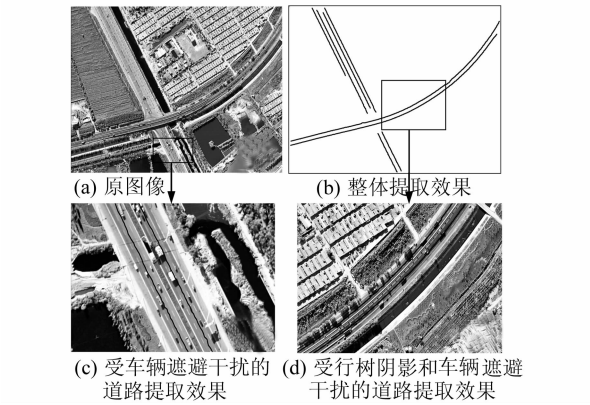 (a) 原图像
(b) 整体提取效果
(c) 受车辆遮避干扰的
道路提取效果
(d) 受行树阴影和车辆遮避
干扰的道路提取效果